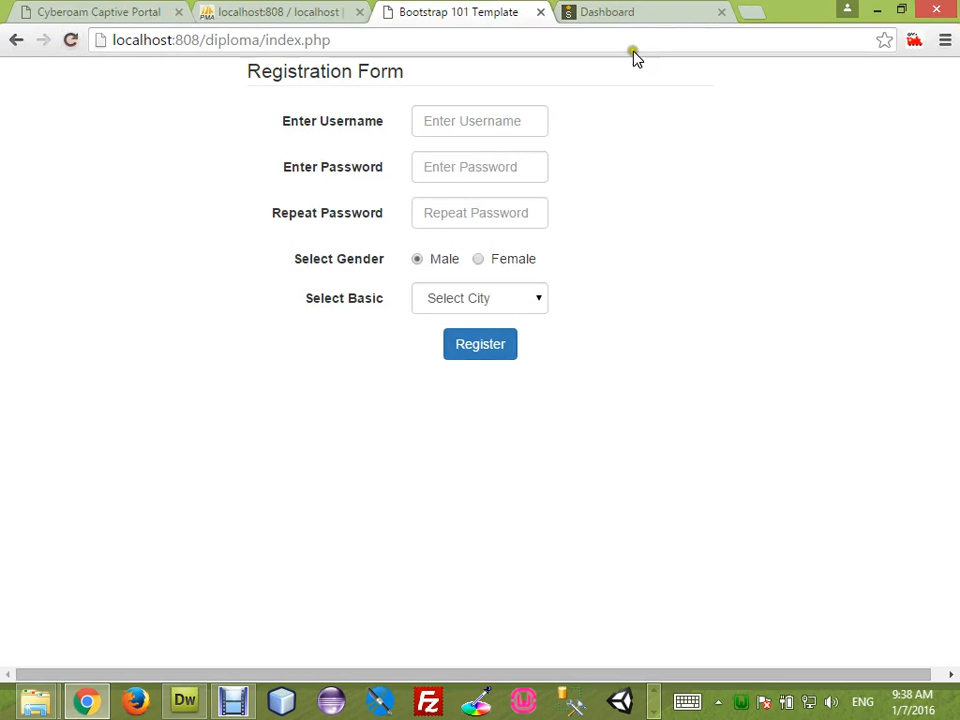 Cyberoam Captive Portal
localhost:808 / localhost |
Bootstrap 101 Template
Dashboard
localhost:808/diploma/index.php
Registration Form
Enter Username Enter Username
Enter Password Enter Password
Repeat Password Repeat Password
Select Gender Male Female
Select Basic Select City
Register
Dw
Fz
ENG
9:38 AM
1/7/2016